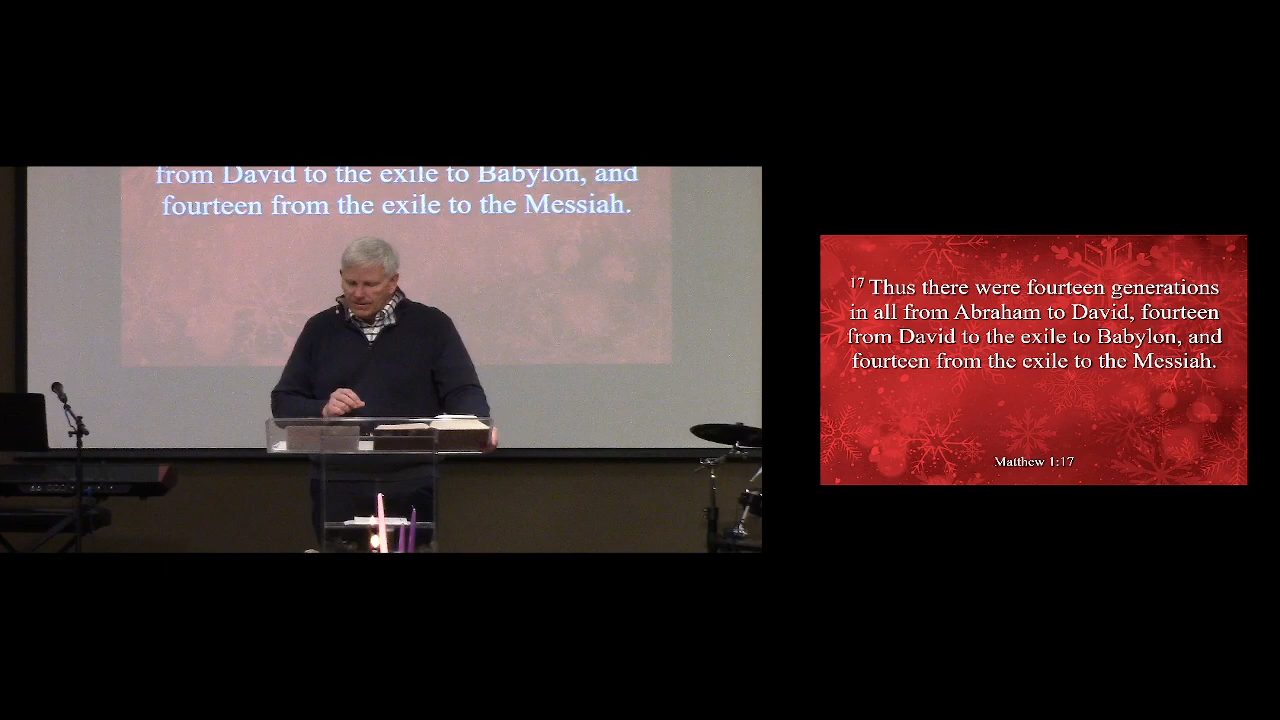 from David to the exile to Babylon, and
fourteen from the exile to the Messiah.
17 Thus there were fourteen generations
in all from Abraham to David, fourteen
from David to the exile to Babylon, and
fourteen from the exile to the Messiah.
Matthew 1:17